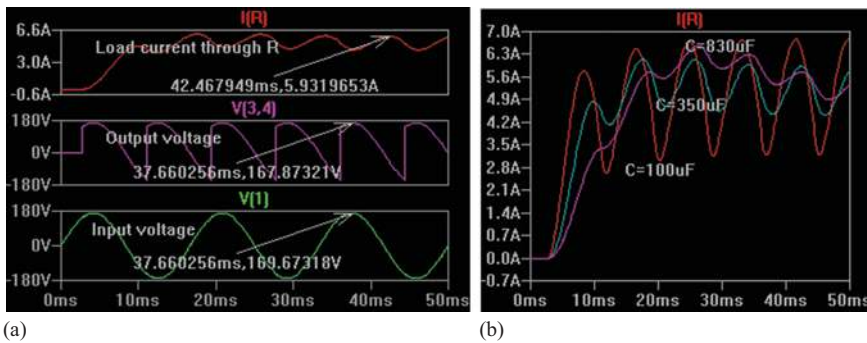 I(R)
6.6A
3.0A
-0.6A
Load current through R
42.467949ms,5.9319653A
V(3,4)
180V
0V
-180V
Output voltage
37.660256ms,167.87321V
V(1)
180V
0V
-180V
Input voltage
37.660256ms,169.67318V
0ms 10ms 20ms 30ms 40ms 50ms
(a)
I(R)
7.0A
6.3A
5.6A
4.9A
4.2A
3.5A
2.8A
2.1A
1.4A
0.7A
0.0A
-0.7A
C=830uF
C=350uF
C=100uF
0ms 10ms 20ms 30ms 40ms 50ms
(b)